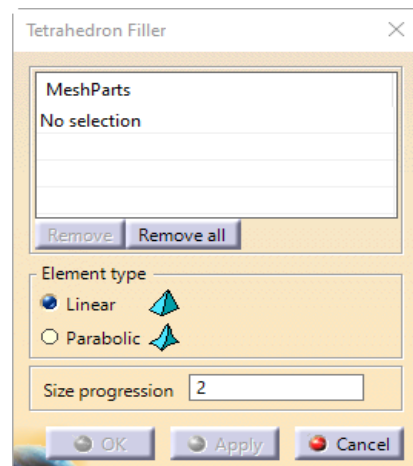 Tetrahedron Filler
MeshParts
No selection
Remove Remove all
Element type
Linear
Parabolic
Size progression 2
OK Apply Cancel